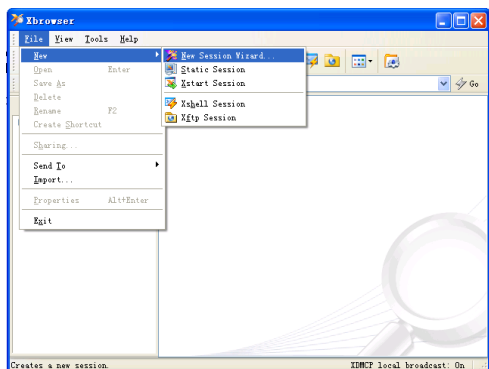 Xbrowser
File View Tools Help
New
Open Enter
Save As
Delete
Rename F2
Create Shortcut
Sharing...
Send To
Import...
Properties Alt+Enter
Exit
New Session Wizard...
Static Session
Xstart Session
Xshell Session
Xftp Session
Go
Creates a new session. XDMCP local broadcast: On